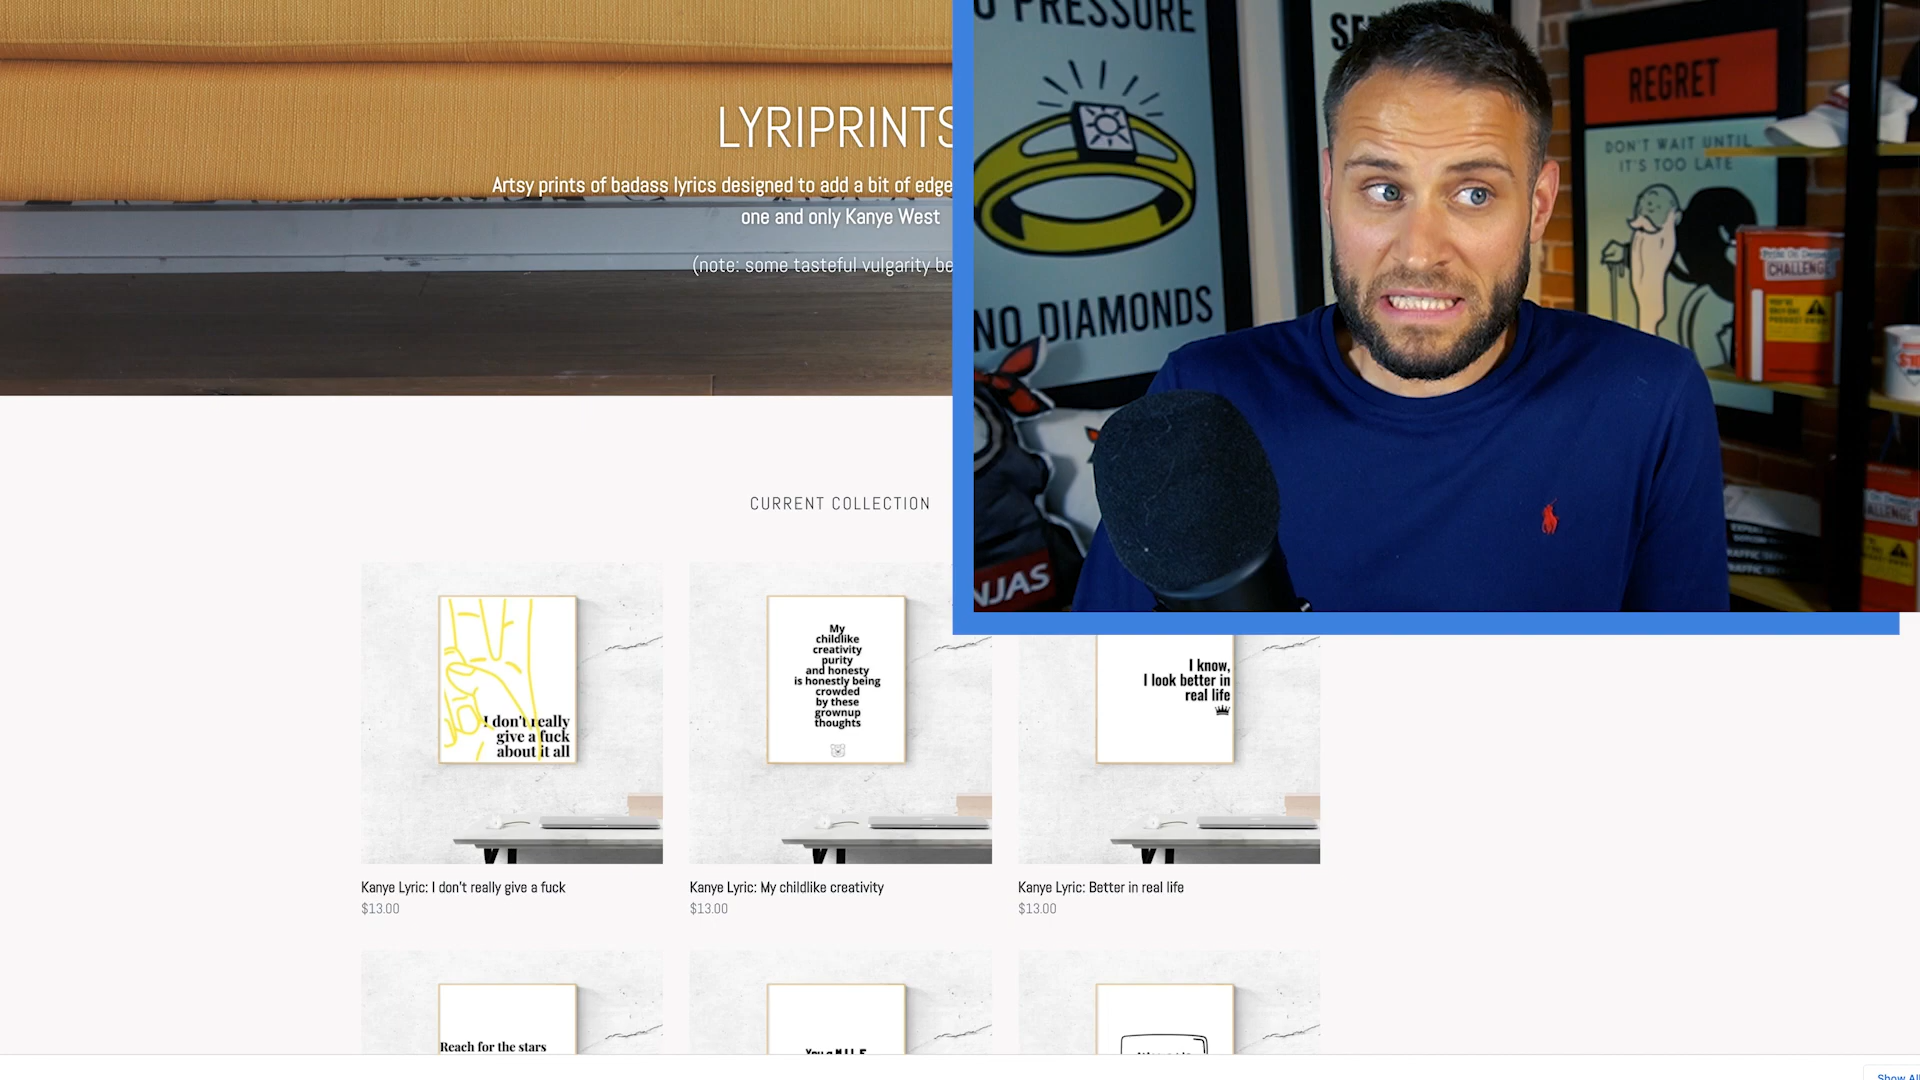 LYRIPRINTS
Artsy prints of badass lyrics designed to add a bit of edge
one and only Kanye West
(note: some tasteful vulgarity be
CURRENT COLLECTION
I don't really
give a fuck
about it all
My
childlike
creativity
purity
and honesty
is honestly being
crowded
by these
grownup
thoughts
I know,
I look better in
real life
Kanye Lyric: I don't really give a fuck
$13.00
Kanye Lyric: My childlike creativity
$13.00
Kanye Lyric: Better in real life
$13.00
Reach for the stars
Show All
PRESSURE
NO DIAMONDS
REGRET
DON'T WAIT UNTIL
IT'S TOO LATE
CHALLENGE
NJAS